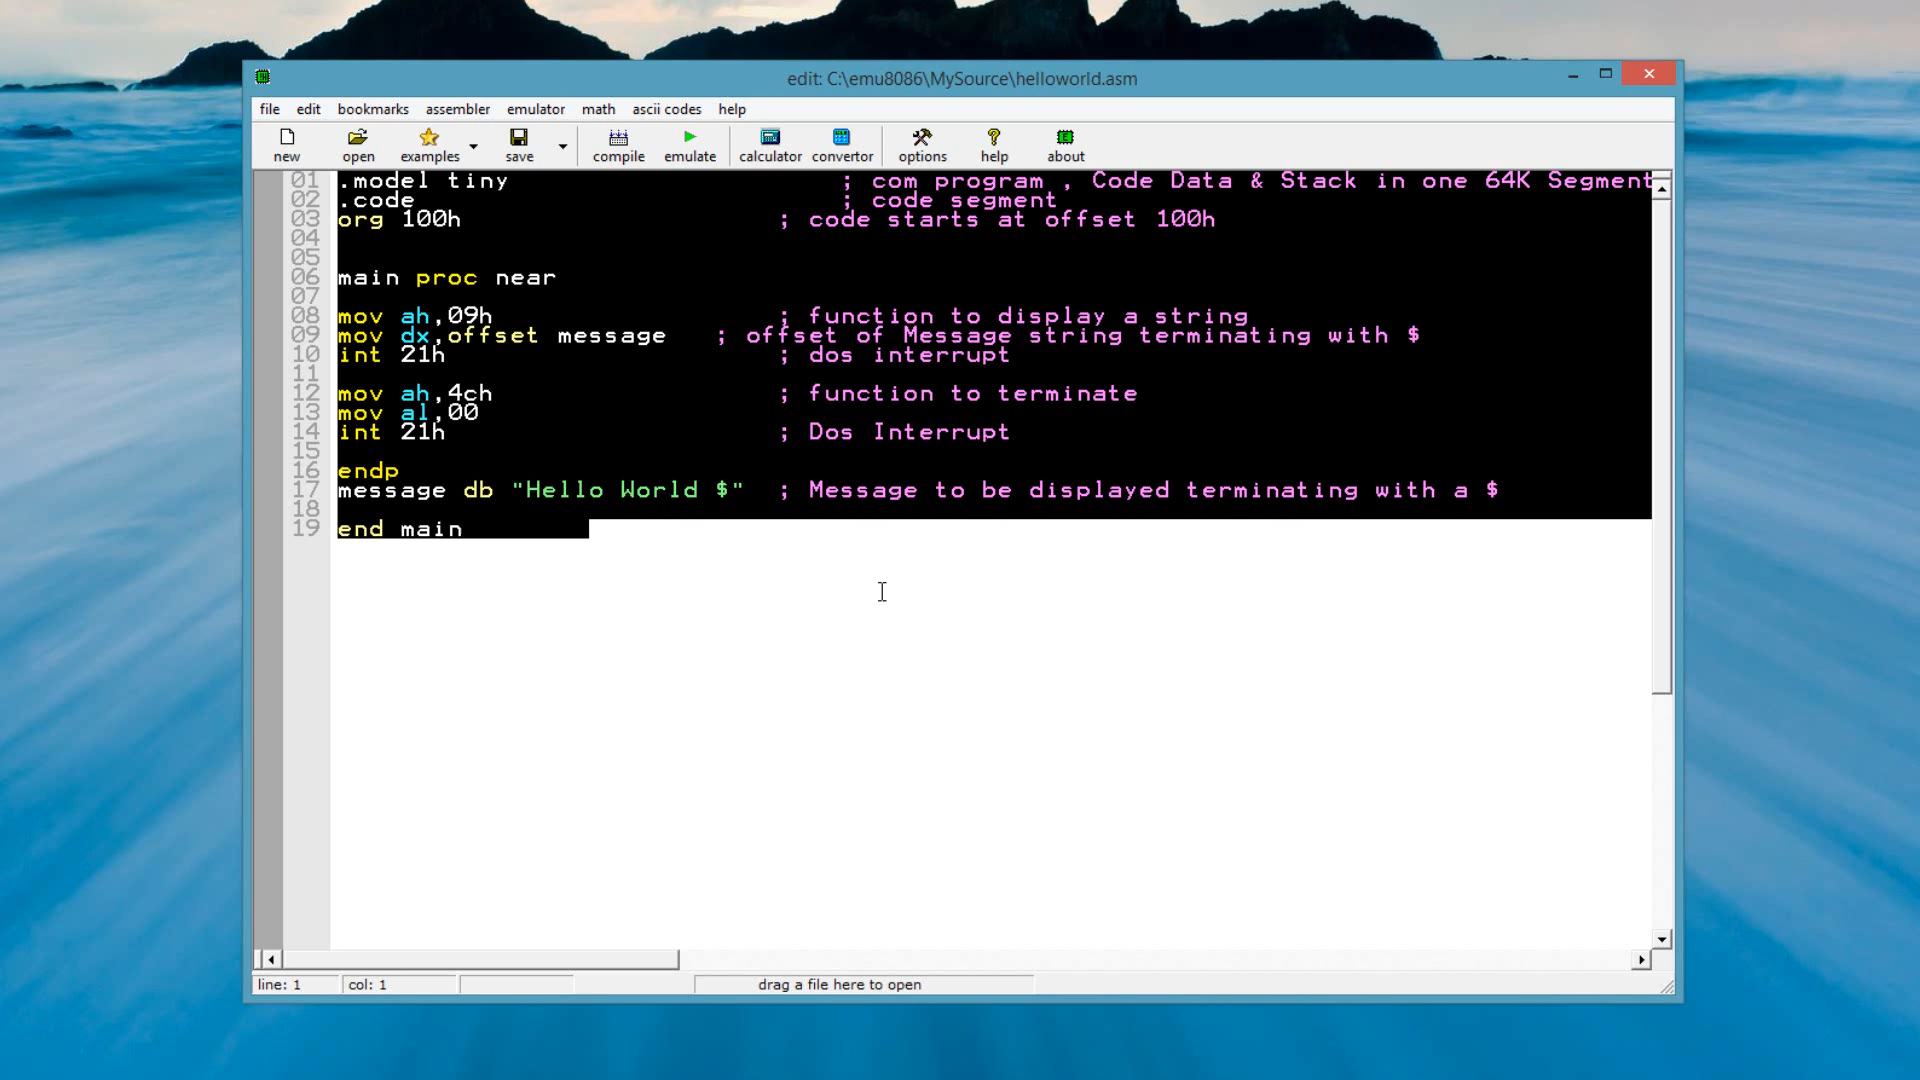 edit: C:\emu8086\MySource\helloworld.asm
file edit bookmarks assembler emulator math ascii codes help
new open examples save compile emulate calculator convertor options help about
01 .model tiny ; com program , Code Data & Stack in one 64K Segment
02 .code ; code segment
03 org 100h ; code starts at offset 100h
04
05
06 main proc near
07
08 mov ah,09h ; function to display a string
09 mov dx,offset message ; offset of Message string terminating with $
10 int 21h ; dos interrupt
11
12 mov ah,4ch ; function to terminate
13 mov al,00
14 int 21h ; Dos Interrupt
15
16 endp
17 message db "Hello World $" ; Message to be displayed terminating with a $
18
19 end main
line: 1 col: 1 drag a file here to open